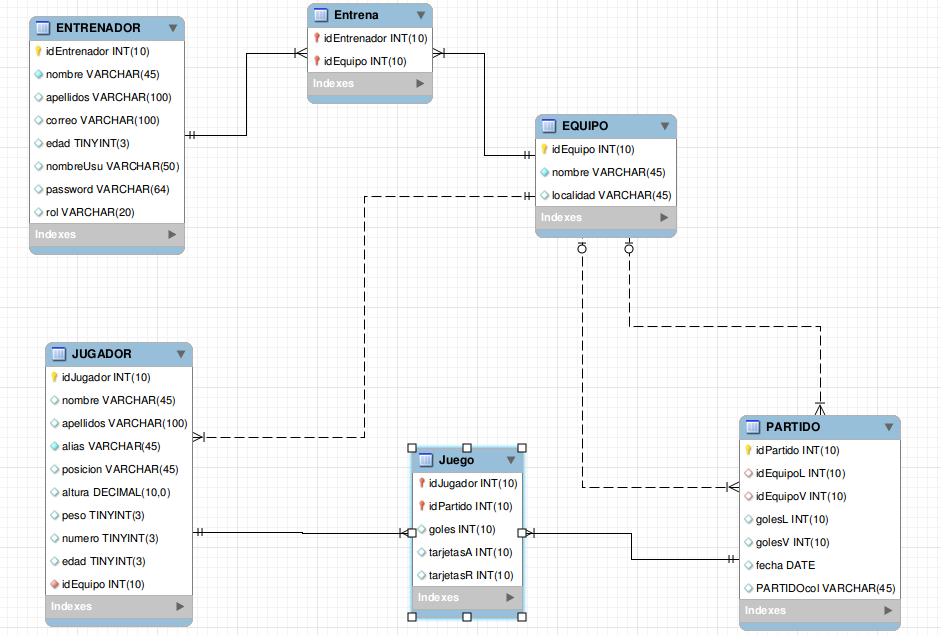 ENTRENADOR
idEntrenador INT(10)
nombre VARCHAR(45)
apellidos VARCHAR(100)
correo VARCHAR(100)
edad TINYINT(3)
nombreUsu VARCHAR(50)
password VARCHAR(64)
rol VARCHAR(20)
Indexes
Entrena
idEntrenador INT(10)
idEquipo INT(10)
Indexes
EQUIPO
idEquipo INT(10)
nombre VARCHAR(45)
localidad VARCHAR(45)
Indexes
JUGADOR
idJugador INT(10)
nombre VARCHAR(45)
apellidos VARCHAR(100)
alias VARCHAR(45)
posicion VARCHAR(45)
altura DECIMAL(10,0)
peso TINYINT(3)
numero TINYINT(3)
edad TINYINT(3)
idEquipo INT(10)
Indexes
Juego
idJugador INT(10)
idPartido INT(10)
goles INT(10)
tarjetasA INT(10)
tarjetasR INT(10)
Indexes
PARTIDO
idPartido INT(10)
idEquipoL INT(10)
idEquipoV INT(10)
golesL INT(10)
golesV INT(10)
fecha DATE
PARTIDOcol VARCHAR(45)
Indexes